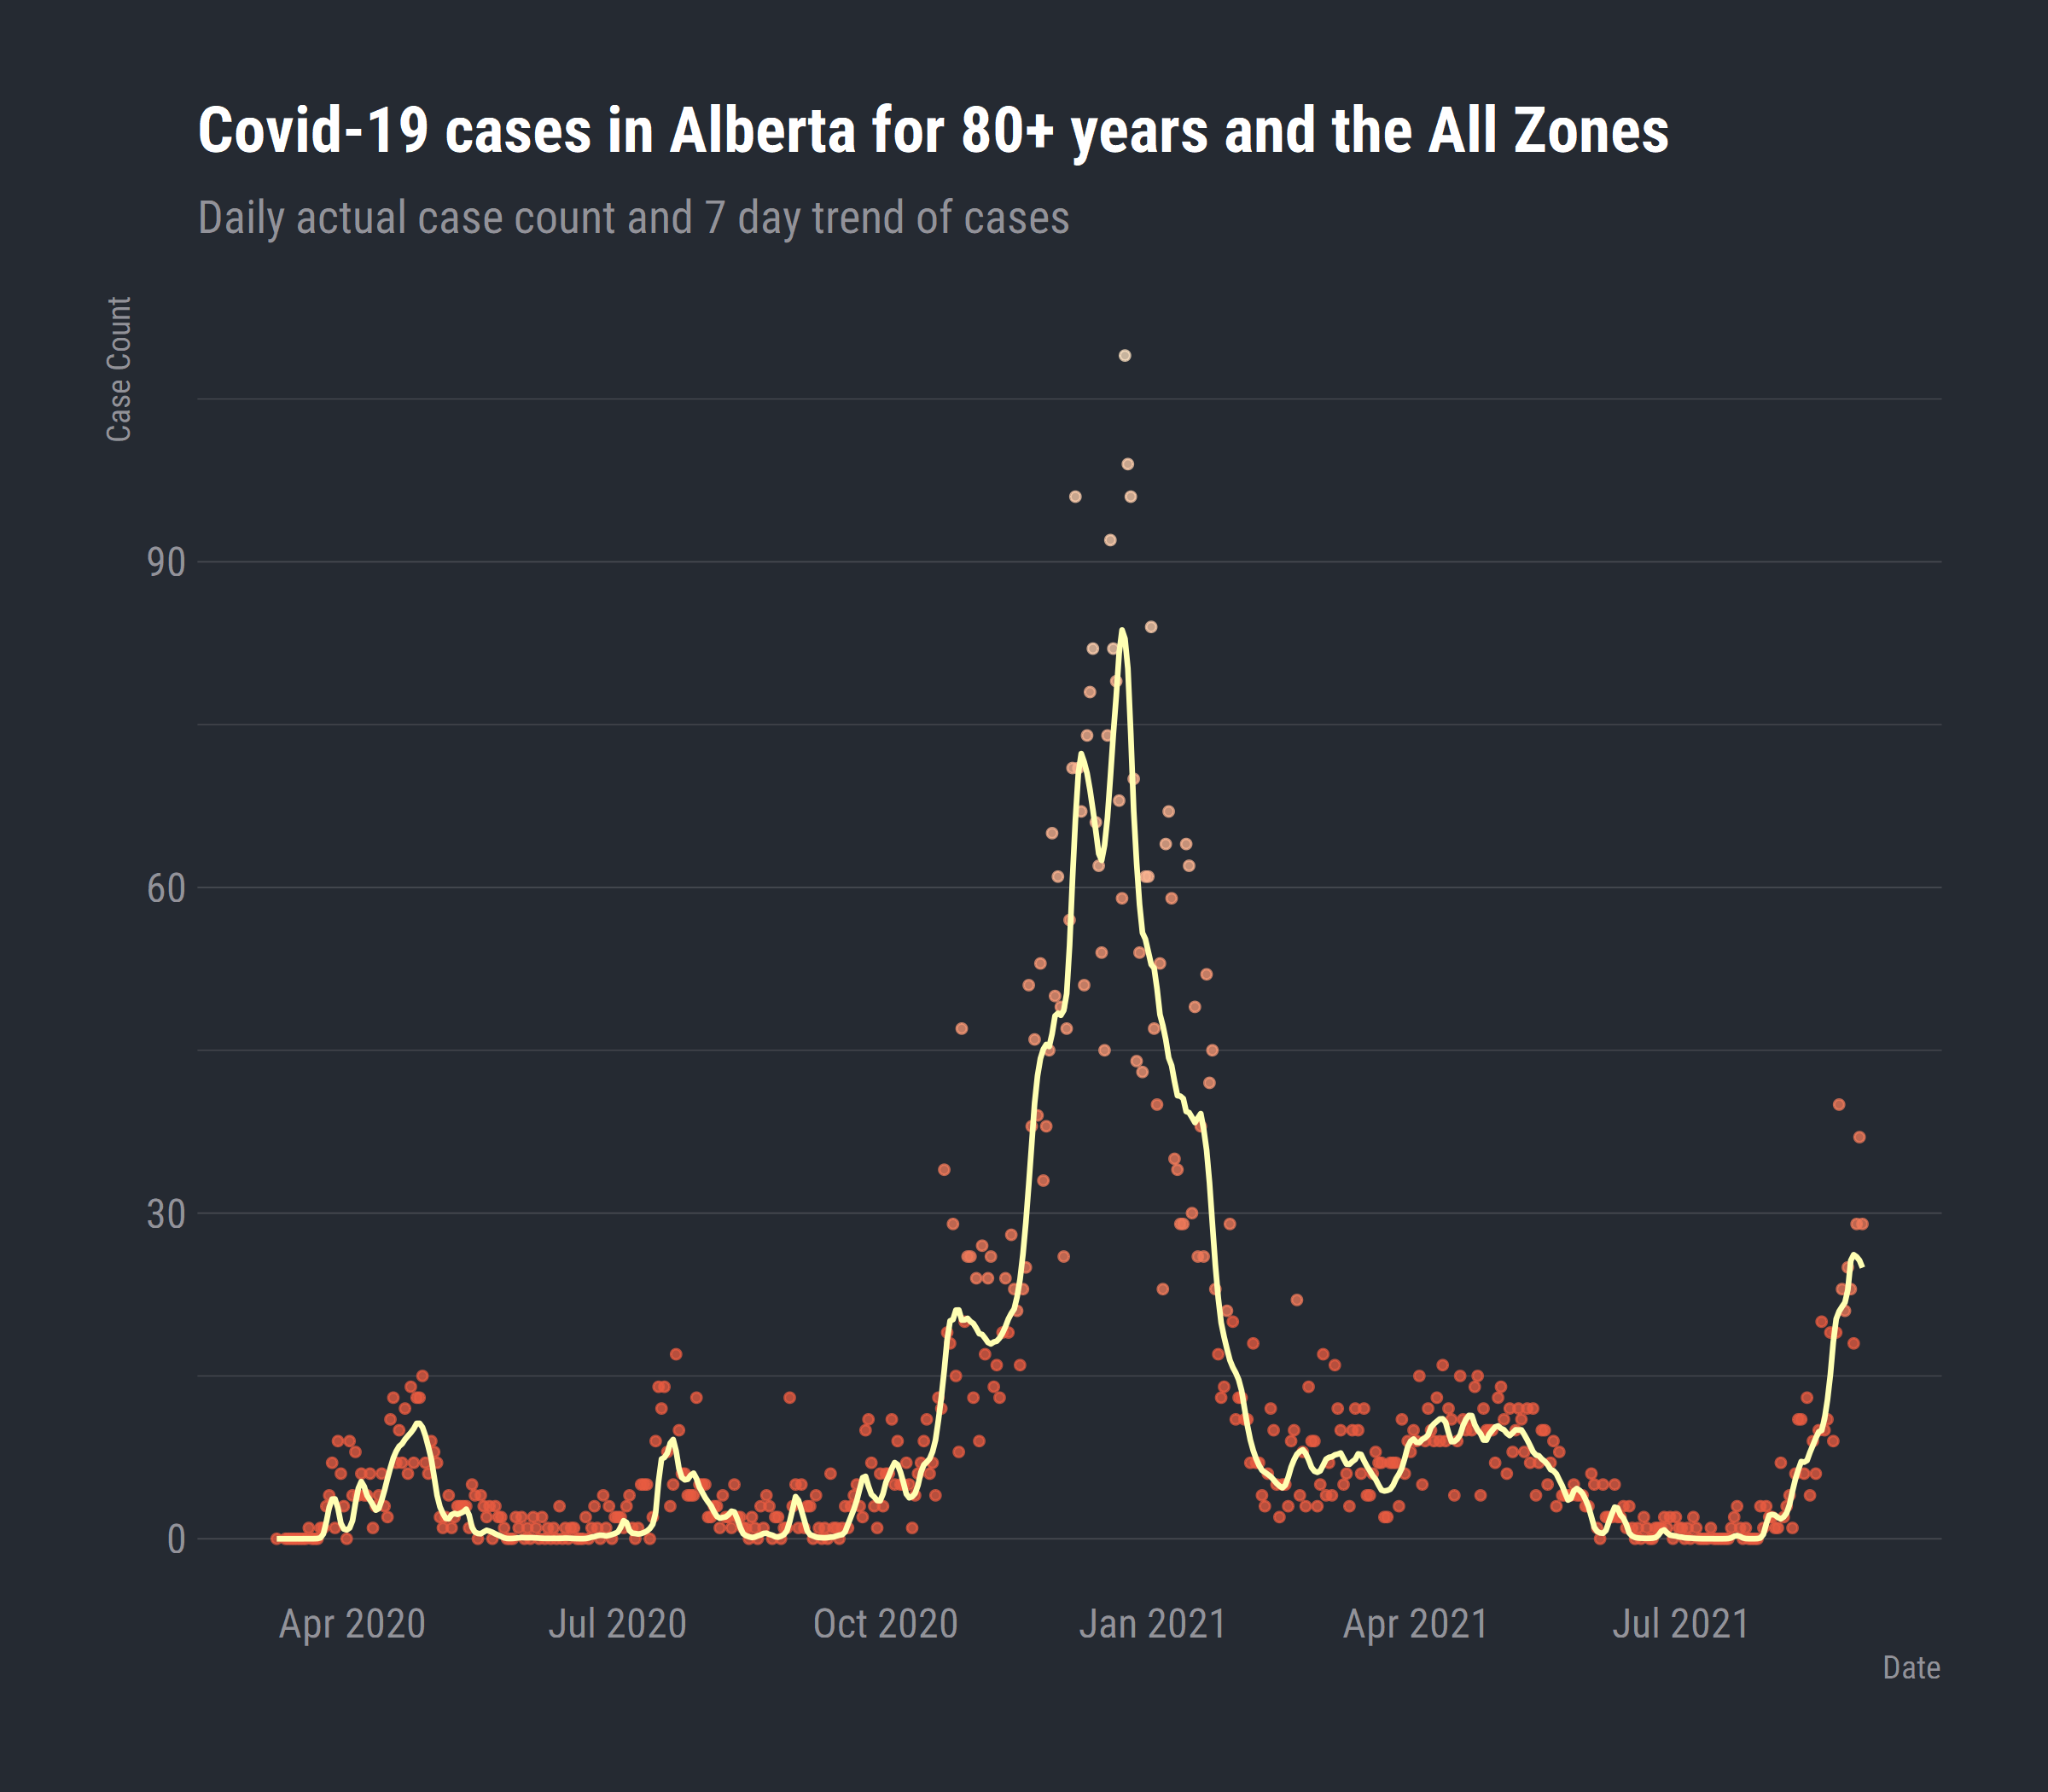 Covid-19 cases in Alberta for 80+ years and the All Zones
Daily actual case count and 7 day trend of cases
Case Count
90
60
30
0
Apr 2020 Jul 2020 Oct 2020 Jan 2021 Apr 2021 Jul 2021
Date